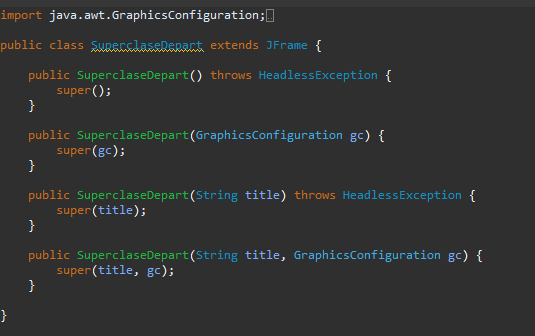 import java.awt.GraphicsConfiguration;
public class SuperclaseDepart extends JFrame {
public SuperclaseDepart() throws HeadlessException {
super();
}
public SuperclaseDepart(GraphicsConfiguration gc) {
super(gc);
}
public SuperclaseDepart(String title) throws HeadlessException {
super(title);
}
public SuperclaseDepart(String title, GraphicsConfiguration gc) {
super(title, gc);
}
}